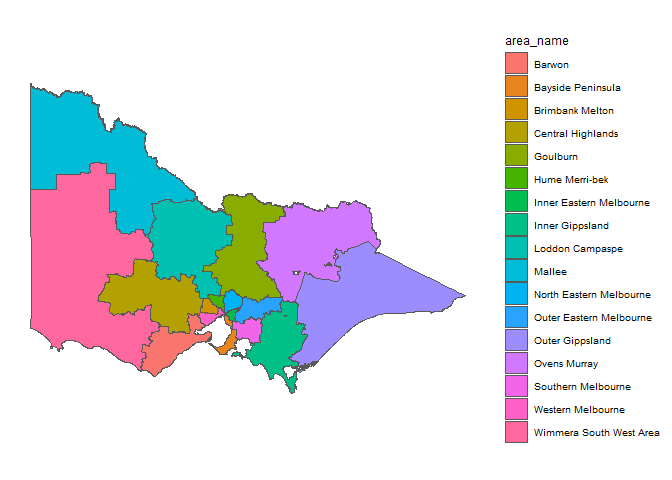 area_name
Barwon
Bayside Peninsula
Brimbank Melton
Central Highlands
Goulburn
Hume Merri-bek
Inner Eastern Melbourne
Inner Gippsland
Loddon Campaspe
Mallee
North Eastern Melbourne
Outer Eastern Melbourne
Outer Gippsland
Ovens Murray
Southern Melbourne
Western Melbourne
Wimmera South West Area